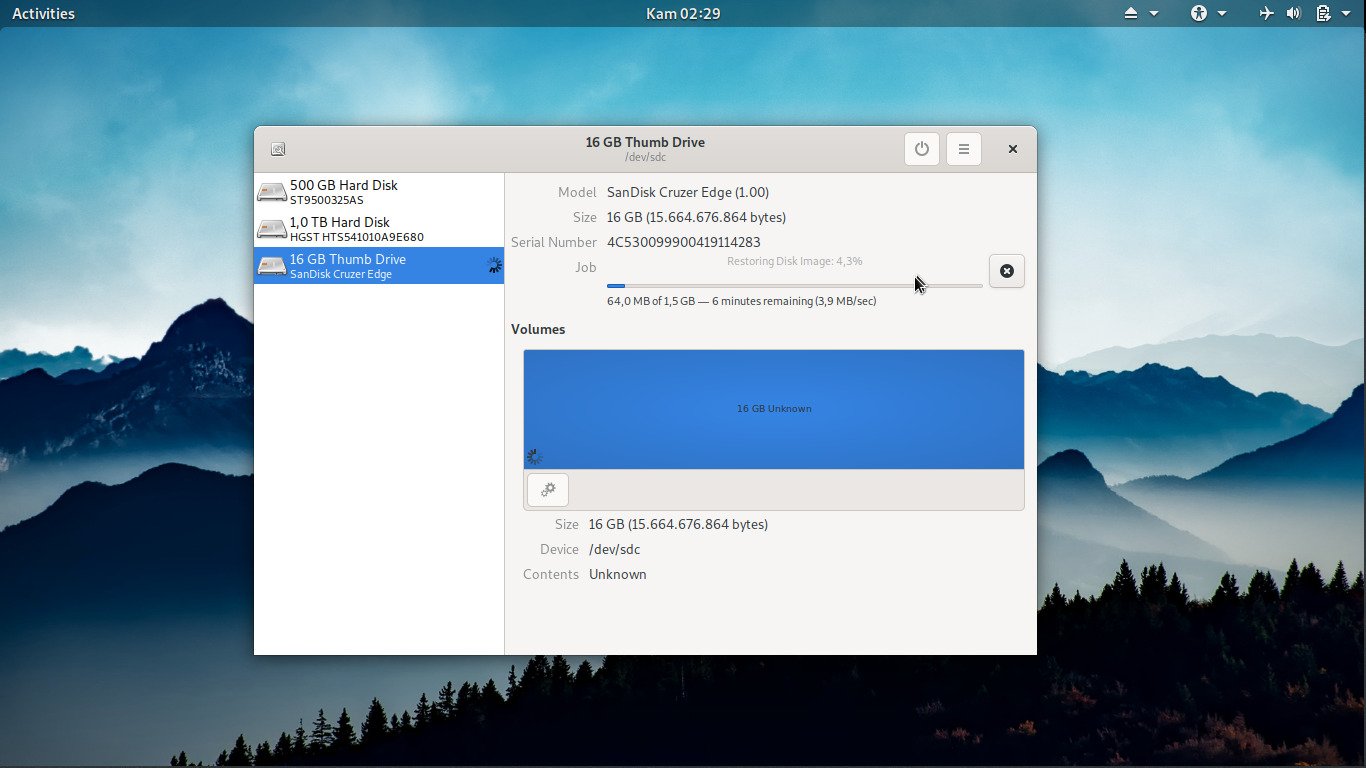 Activities
Kam 02:29
16 GB Thumb Drive
/dev/sdc
500 GB Hard Disk
ST9500325AS
1,0 TB Hard Disk
HGST HTS541010A9E680
16 GB Thumb Drive
SanDisk Cruzer Edge
Model SanDisk Cruzer Edge (1.00)
Size 16 GB (15.664.676.864 bytes)
Serial Number 4C530099900419114283
Job Restoring Disk Image: 4,3%
64,0 MB of 1,5 GB — 6 minutes remaining (3,9 MB/sec)
Volumes
16 GB Unknown
Size 16 GB (15.664.676.864 bytes)
Device /dev/sdc
Contents Unknown